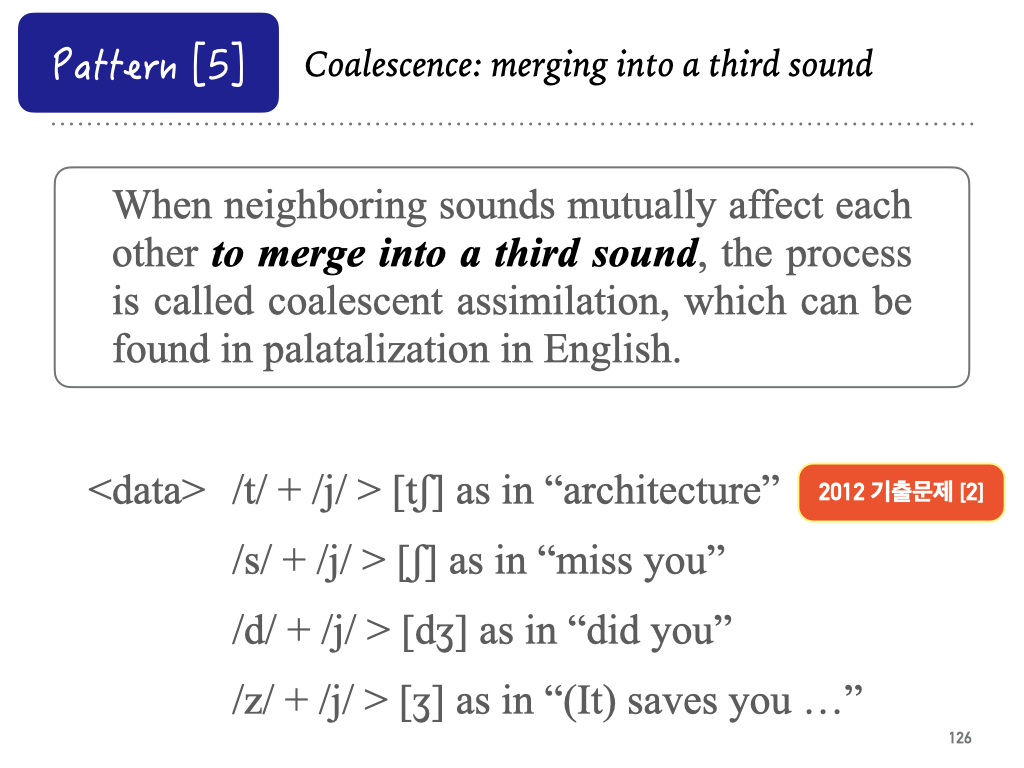 Pattern [5]
Coalescence: merging into a third sound
When neighboring sounds mutually affect each
other to merge into a third sound, the process
is called coalescent assimilation, which can be
found in palatalization in English.
<data> /t/ + /j/ > [tʃ] as in “architecture”
2012 기출문제 [2]
/s/ + /j/ > [ʃ] as in “miss you”
/d/ + /j/ > [dʒ] as in “did you”
/z/ + /j/ > [ʒ] as in “(It) saves you …”
126